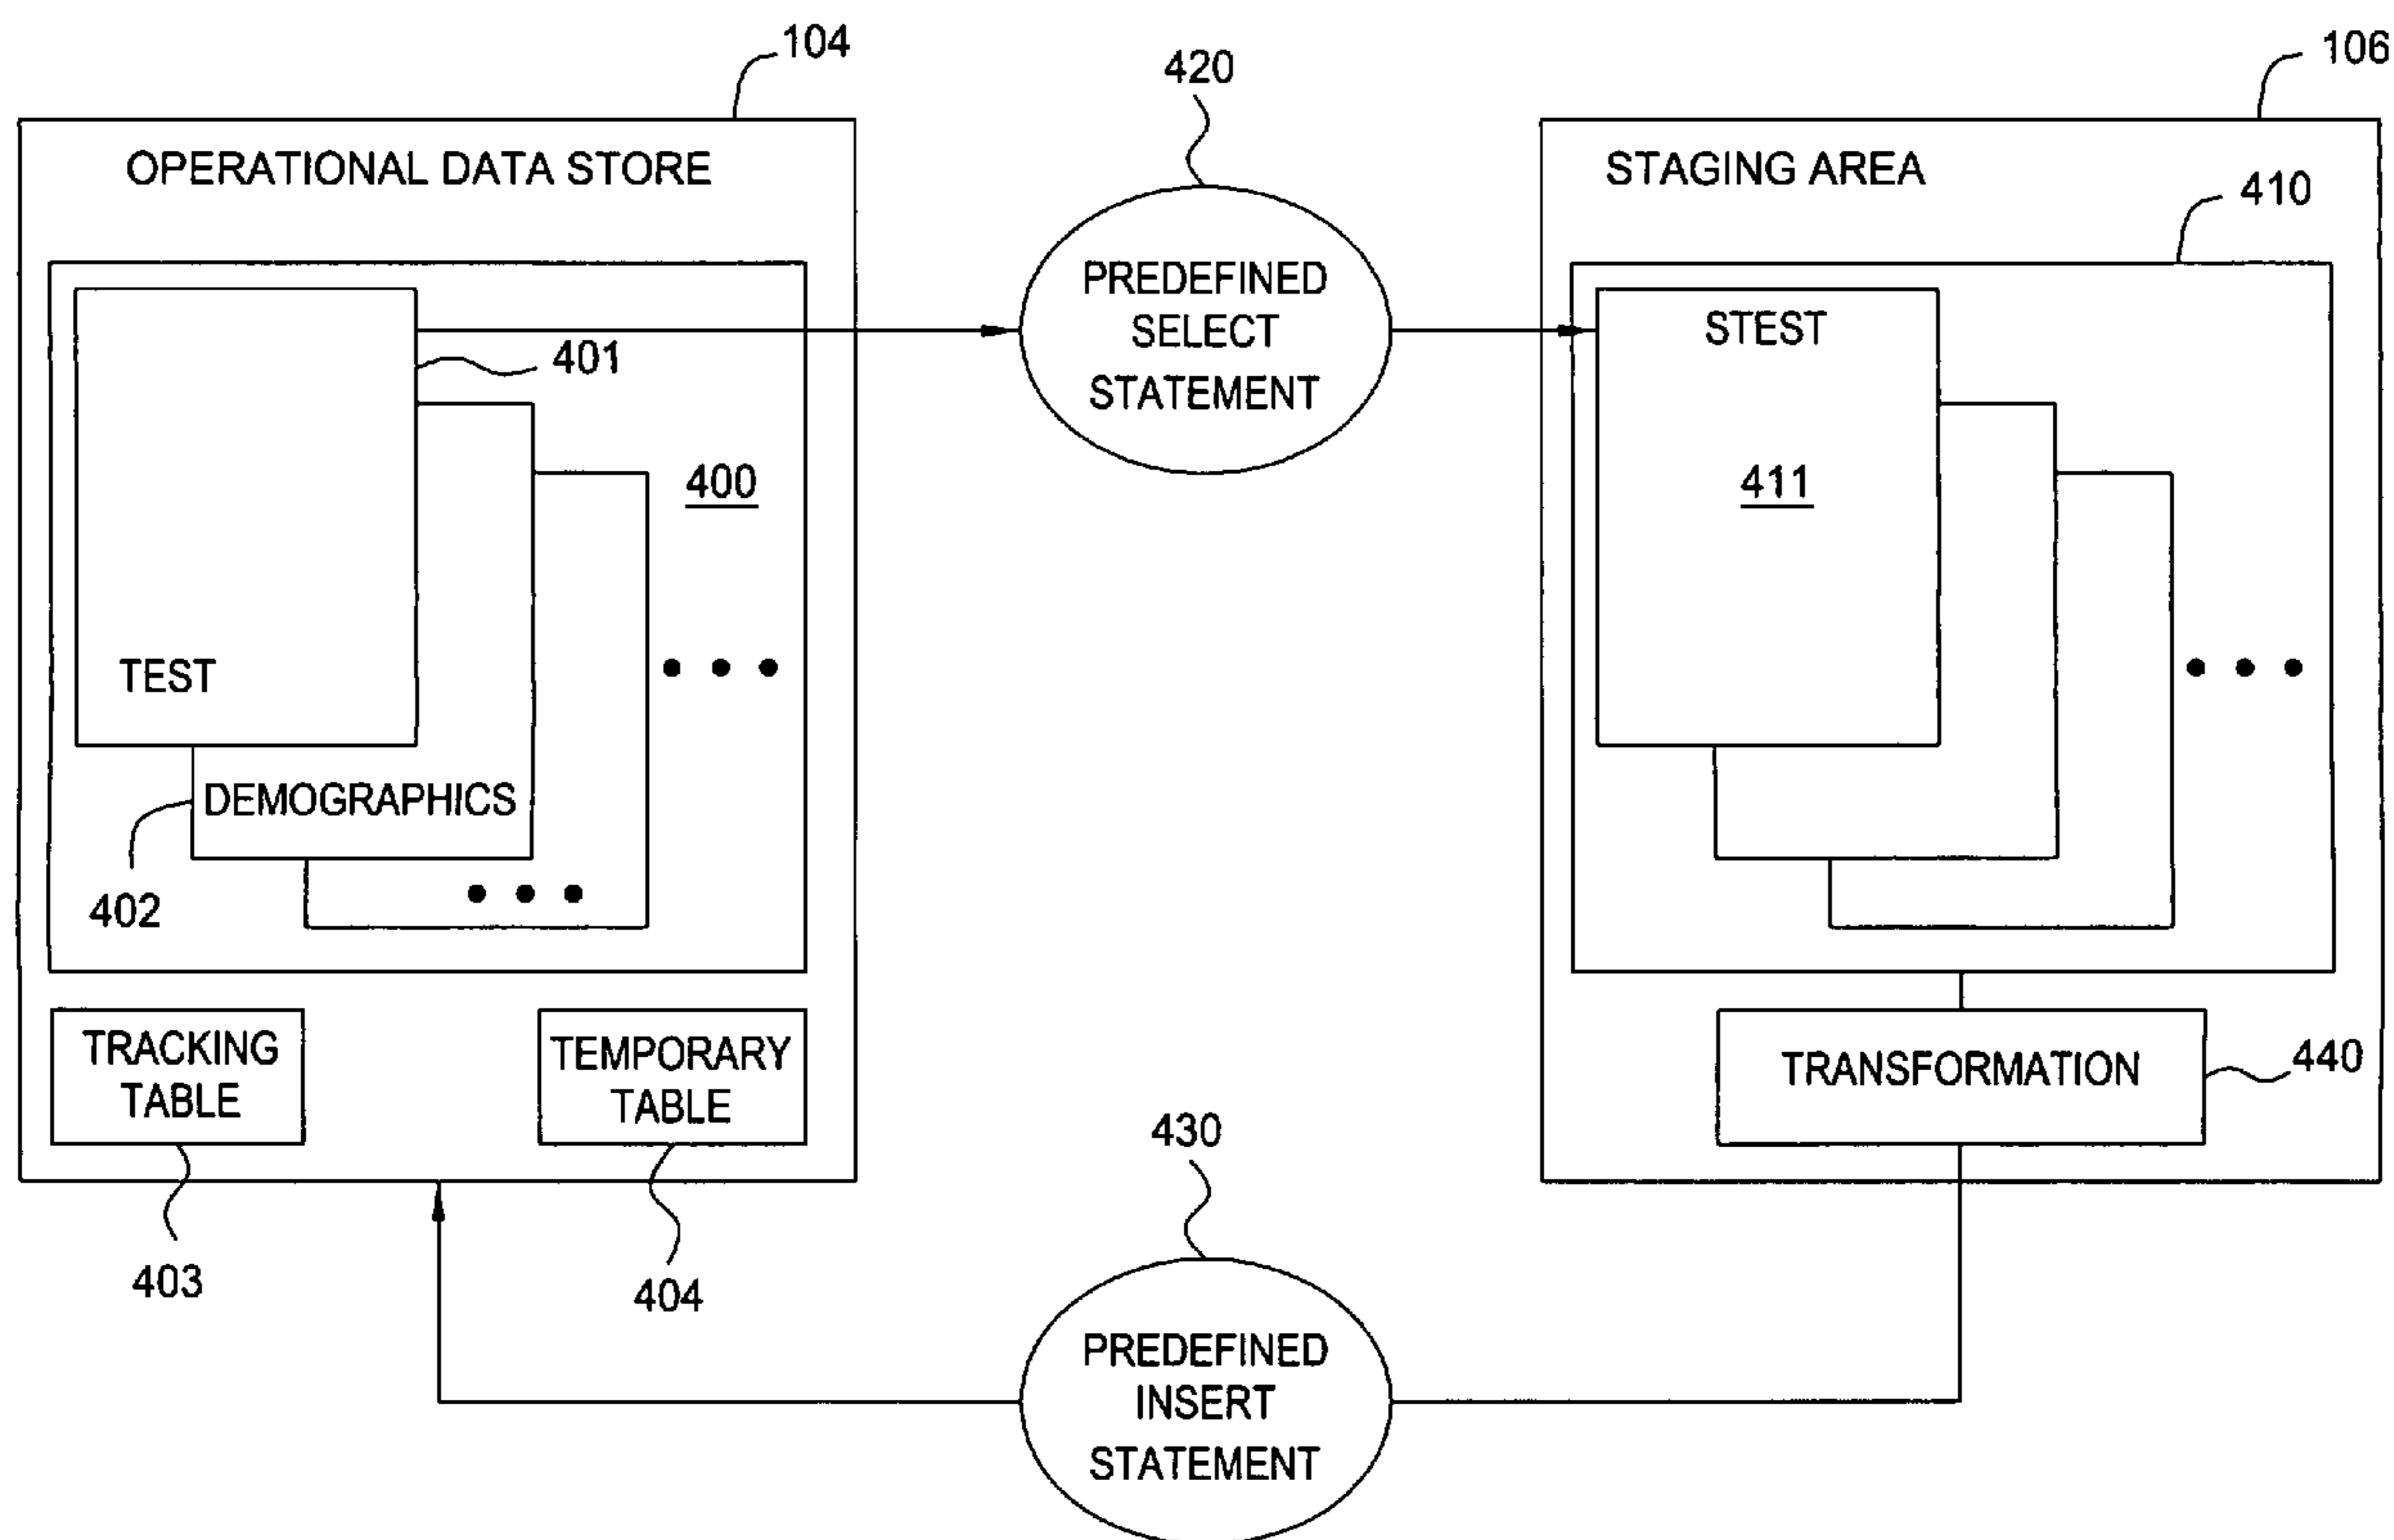 104
420
106
OPERATIONAL DATA STORE
STAGING AREA
410
PREDEFINED
SELECT
STATEMENT
STEST
401
400
411
TEST
DEMOGRAPHICS
402
TRACKING
TABLE
TEMPORARY
TABLE
TRANSFORMATION
440
403
404
430
PREDEFINED
INSERT
STATEMENT